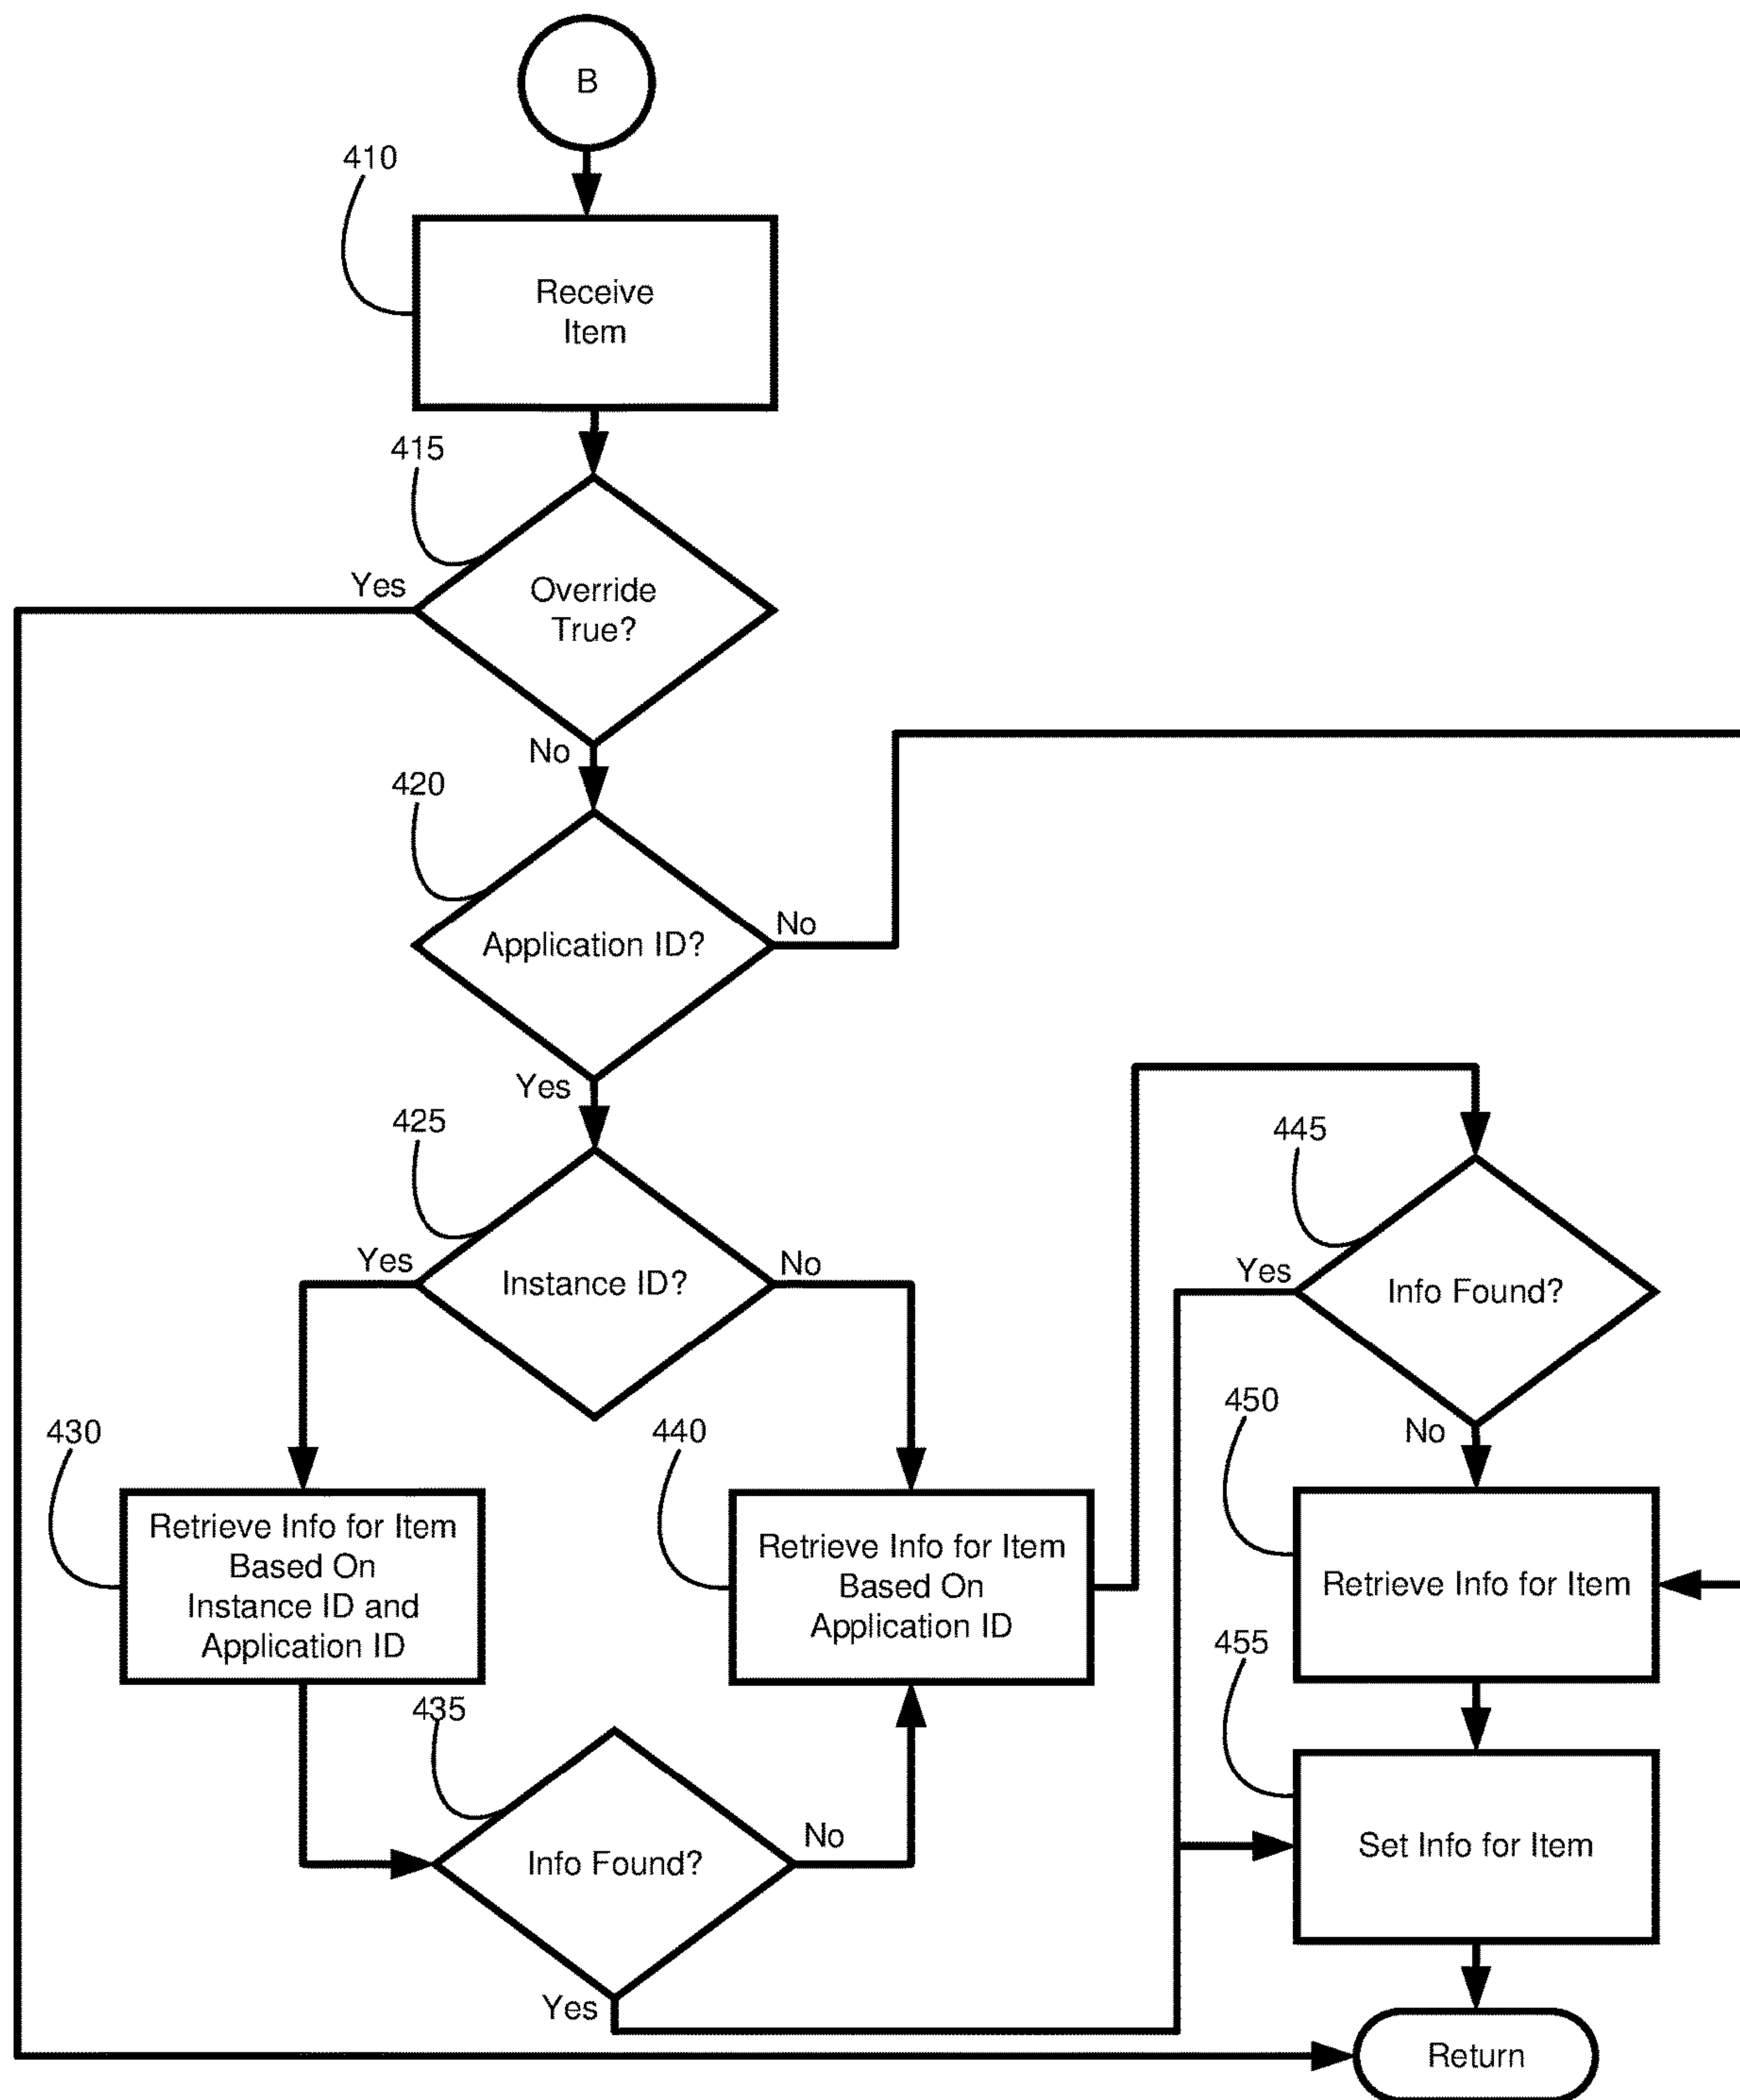 B
410
Receive
Item
415
Yes
Override
True?
No
420
Application ID?
No
Yes
425
Yes
Instance ID?
No
445
Yes
Info Found?
No
430
Retrieve Info for Item
Based On
Instance ID and
Application ID
440
Retrieve Info for Item
Based On
Application ID
450
Retrieve Info for Item
435
Info Found?
No
Yes
455
Set Info for Item
Return